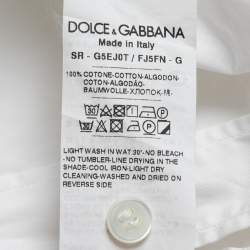 DOLCE & GABBANA
Made in Italy
SR - G5EJ0T / FJ5FN - G
100% COTONE-COTTON-ALGODON-
COTON-ALGODÃO-
BAUMWOLLE-ХЛОПОК-棉-
LIGHT WASH IN WAT 30°-NO BLEACH
-NO TUMBLER-LINE DRYING IN THE
SHADE-COOL IRON-LIGHT DRY
CLEANING-WASHED AND DRIED ON
REVERSE SIDE